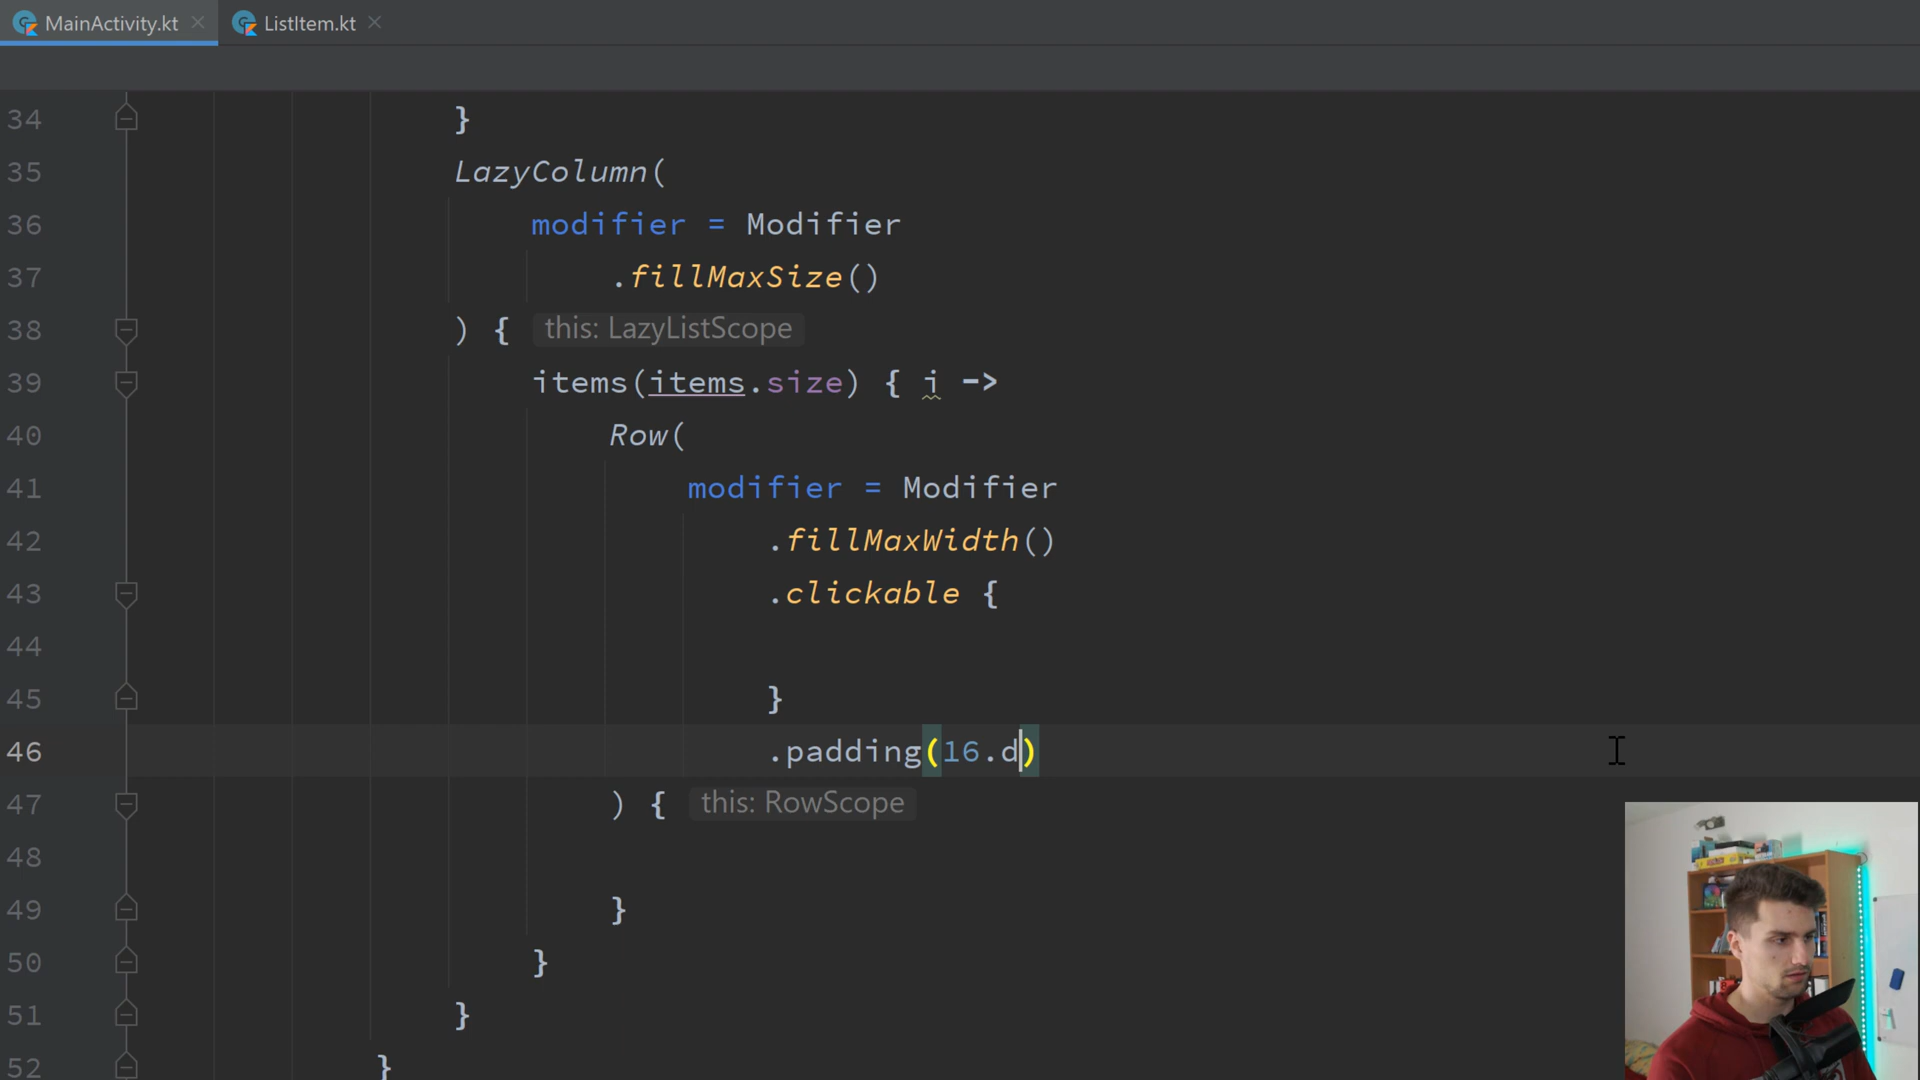 MainActivity.kt ListItem.kt
34 }
35 LazyColumn(
36 modifier = Modifier
37 .fillMaxSize()
38 ) { this: LazyListScope
39 items(items.size) { i ->
40 Row(
41 modifier = Modifier
42 .fillMaxWidth()
43 .clickable {
44
45 }
46 .padding(16.d)
47 ) { this: RowScope
48
49 }
50 }
51 }
52 }